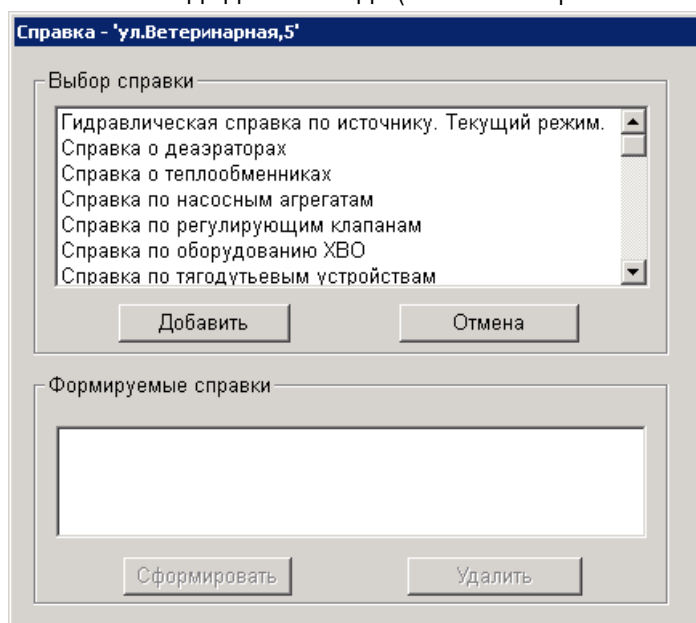 Справка - 'ул.Ветеринарная,5'
Выбор справки
Гидравлическая справка по источнику. Текущий режим.
Справка о деаэраторах
Справка о теплообменниках
Справка по насосным агрегатам
Справка по регулирующим клапанам
Справка по оборудованию ХВО
Справка по тягодутьевым устройствам
Добавить
Отмена
Формируемые справки
Сформировать
Удалить